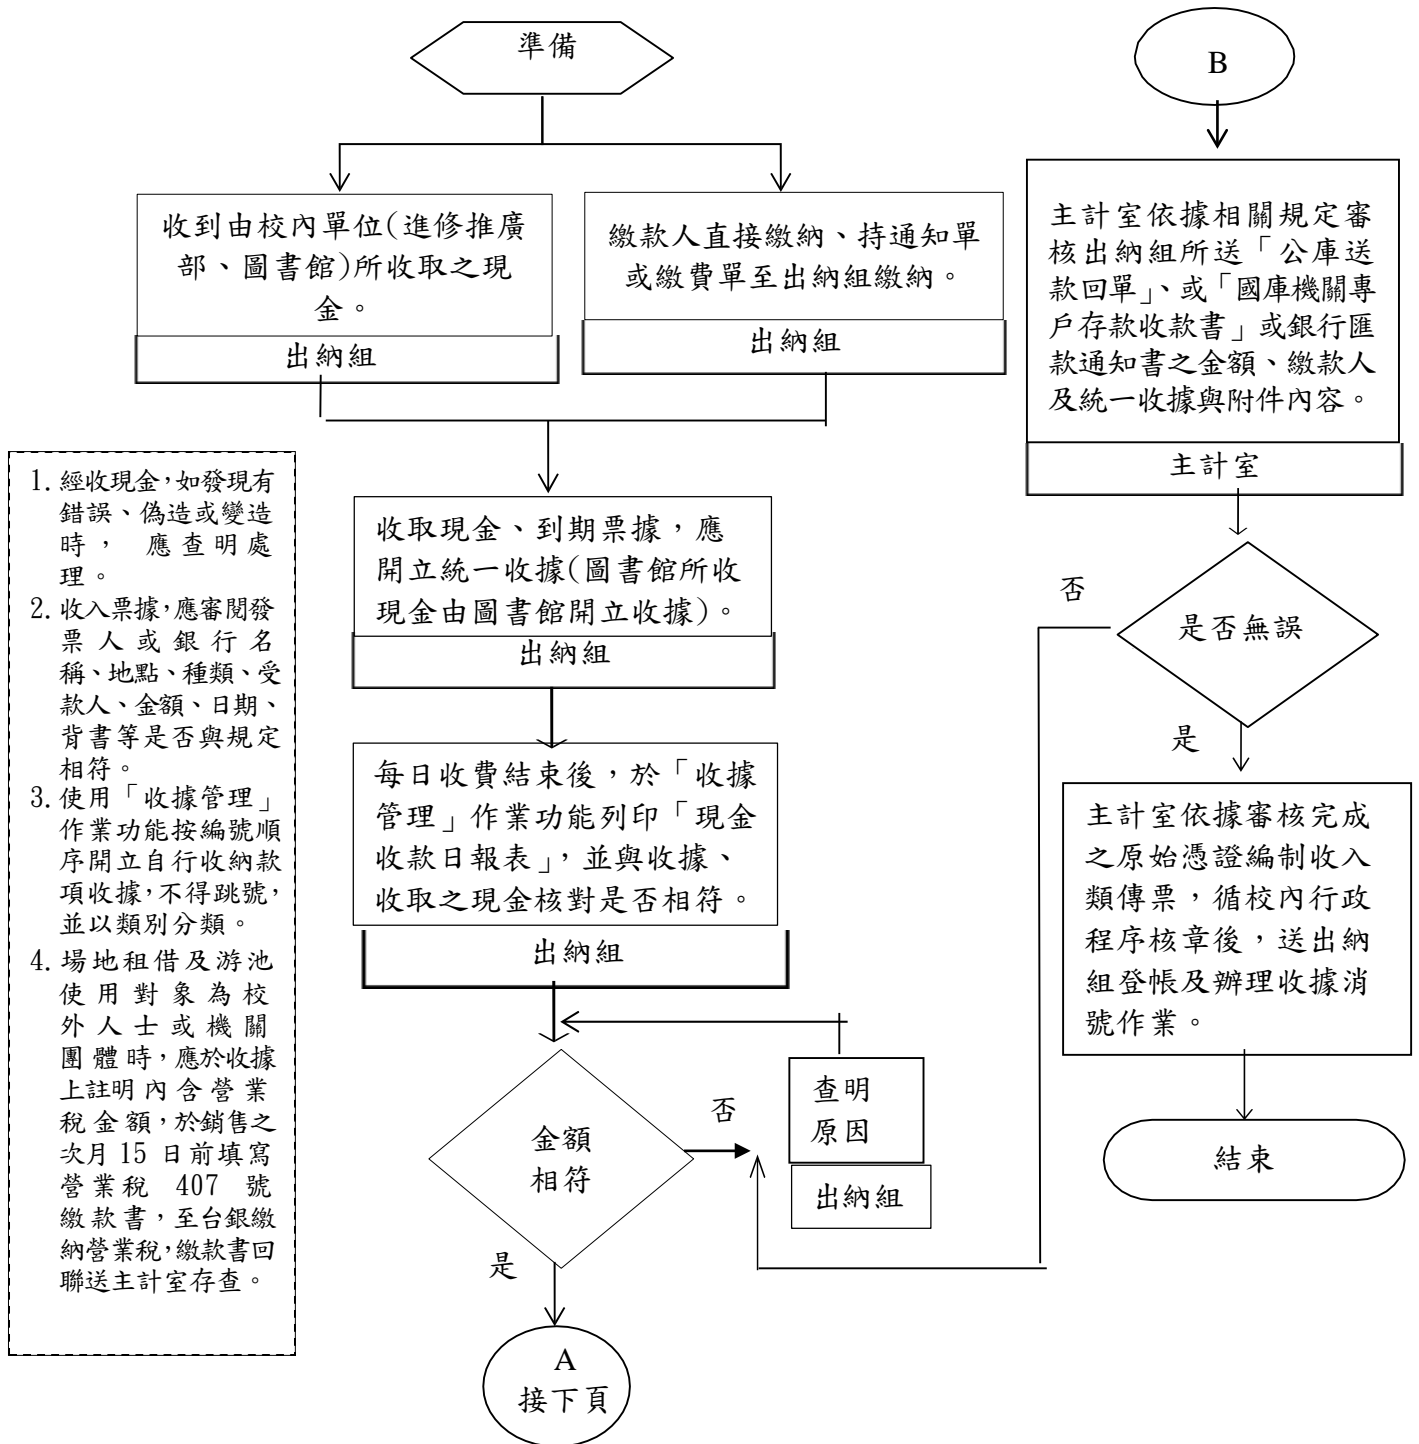 準備
收到由校內單位(進修推廣
部、圖書館)所收取之現
金。
出納組
繳款人直接繳納、持通知單
或繳費單至出納組繳納。
出納組
1. 經收現金,如發現有
錯誤、偽造或變造
時， 應查明處
理。
2. 收入票據,應審閱發
票人或銀行名
稱、地點、種類、受
款人、金額、日期、
背書等是否與規定
相符。
3. 使用「收據管理」
作業功能按編號順
序開立自行收納款
項收據,不得跳號,
並以類別分類。
4. 場地租借及游池
使用對象為校
外人士或機關
團體時,應於收據
上註明內含營業
稅金額,於銷售之
次月 15 日前填寫
營業稅 407 號
繳款書,至台銀繳
納營業稅,繳款書回
聯送主計室存查。
收取現金、到期票據，應
開立統一收據(圖書館所收
現金由圖書館開立收據)。
出納組
每日收費結束後，於「收據
管理」作業功能列印「現金
收款日報表」，並與收據、
收取之現金核對是否相符。
出納組
金額
相符
否
是
查明
原因
出納組
A
接下頁
B
主計室依據相關規定審
核出納組所送「公庫送
款回單」、或「國庫機關專
戶存款收款書」或銀行匯
款通知書之金額、繳款人
及統一收據與附件內容。
主計室
是否無誤
否
是
主計室依據審核完成
之原始憑證編制收入
類傳票，循校內行政
程序核章後，送出納
組登帳及辦理收據消
號作業。
結束